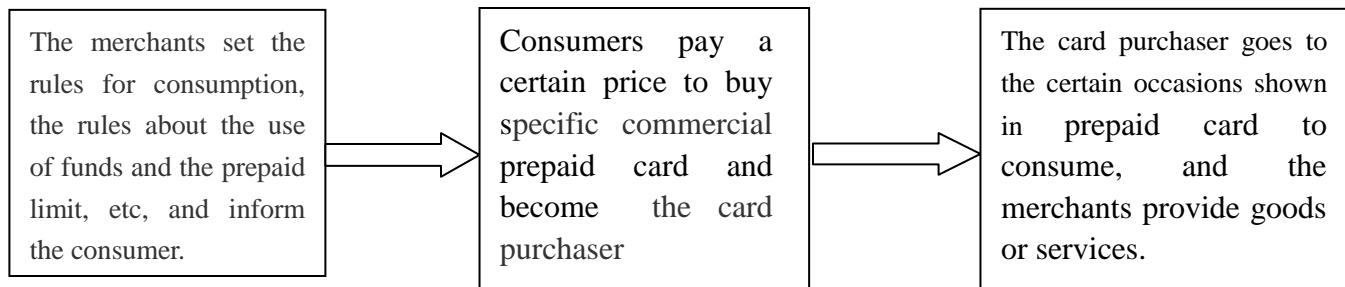 The merchants set the
rules for consumption,
the rules about the use
of funds and the prepaid
limit, etc, and inform
the consumer.
Consumers pay a
certain price to buy
specific commercial
prepaid card and
become the card
purchaser
The card purchaser goes to
the certain occasions shown
in prepaid card to
consume, and the
merchants provide goods
or services.